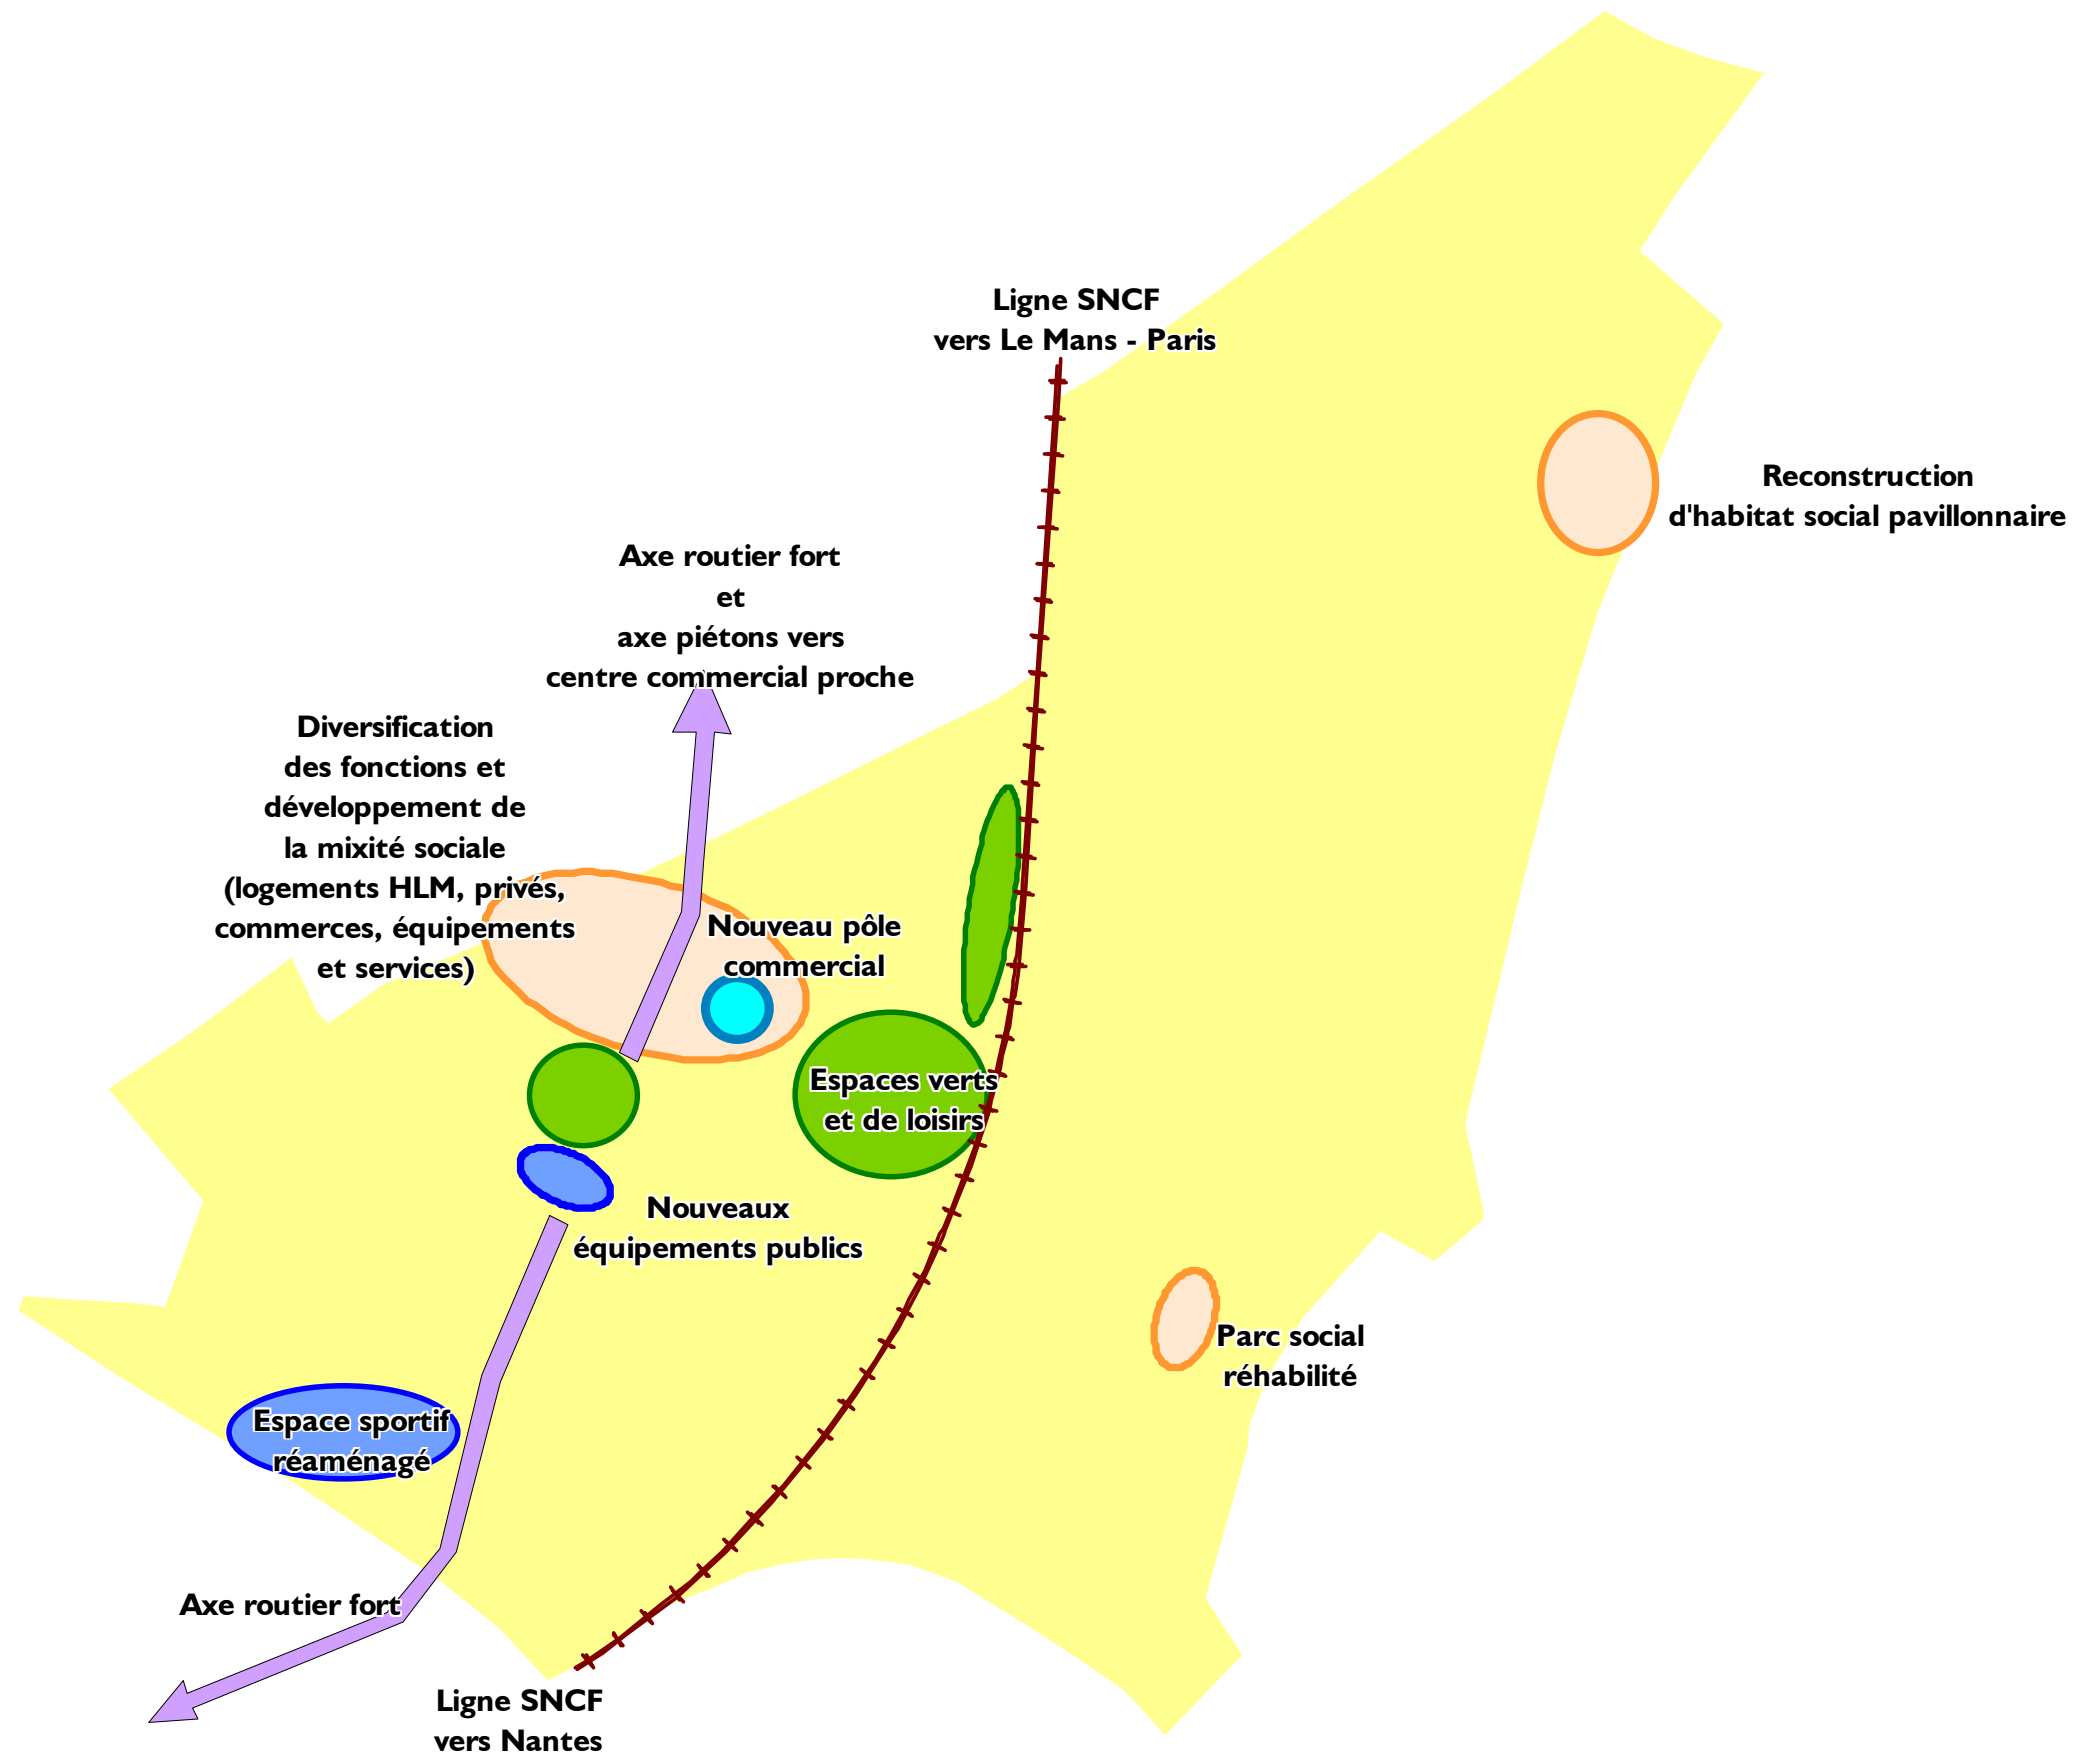 Ligne SNCF
vers Le Mans - Paris
Reconstruction
d'habitat social pavillonnaire
Axe routier fort
et
axe piétons vers
centre commercial proche
Diversification
des fonctions et
développement de
la mixité sociale
(logements HLM, privés,
commerces, équipements
et services)
Nouveau pôle
commercial
Espaces verts
et de loisirs
Nouveaux
équipements publics
Parc social
réhabilité
Espace sportif
réaménagé
Axe routier fort
Ligne SNCF
vers Nantes